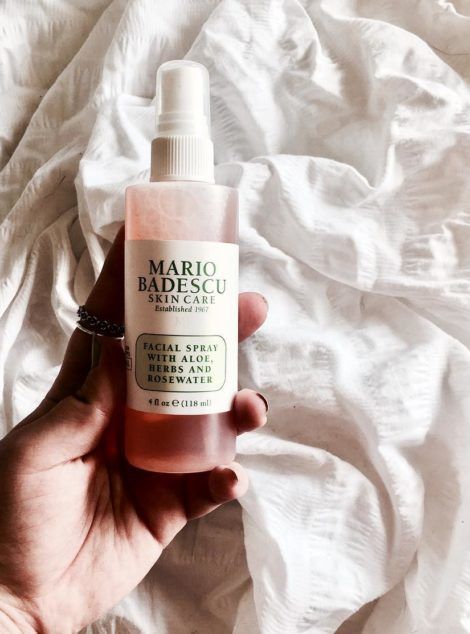 MARIO
BADESCU
SKIN CARE
Established 1967
FACIAL SPRAY
WITH ALOE,
HERBS AND
ROSEWATER
4 fl oz ℮ (118 ml)